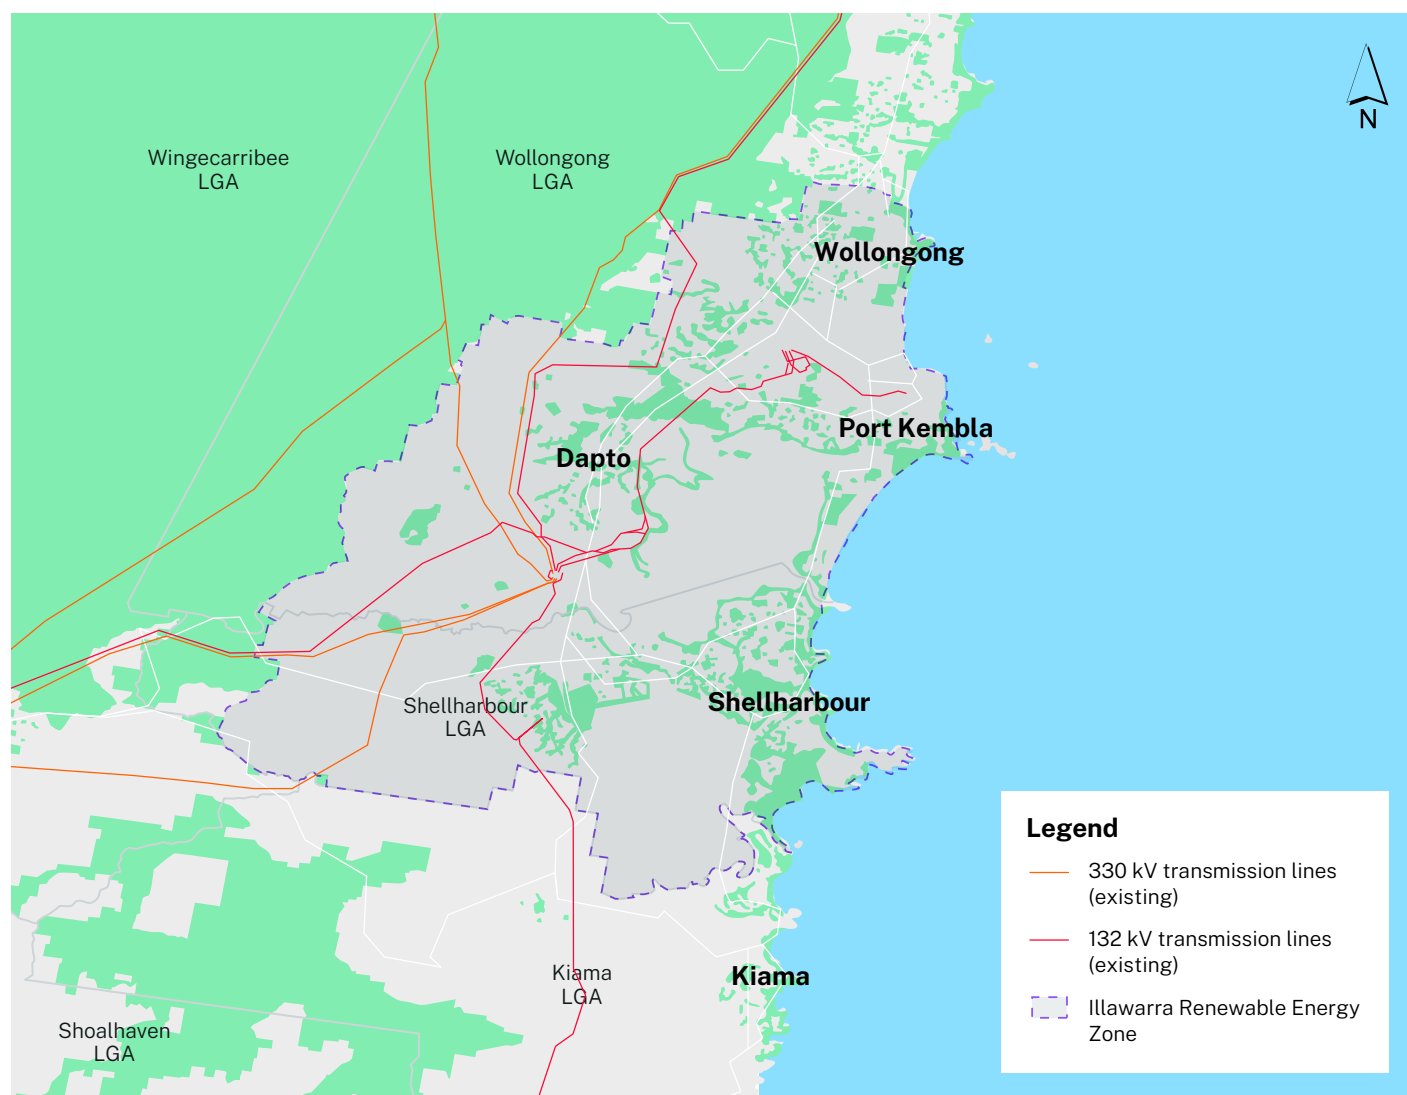 N
Wingecarribee
LGA
Wollongong
LGA
Wollongong
Port Kembla
Dapto
Shellharbour
LGA
Shellharbour
Kiama
LGA
Kiama
Shoalhaven
LGA
Legend
330 kV transmission lines
(existing)
132 kV transmission lines
(existing)
Illawarra Renewable Energy
Zone